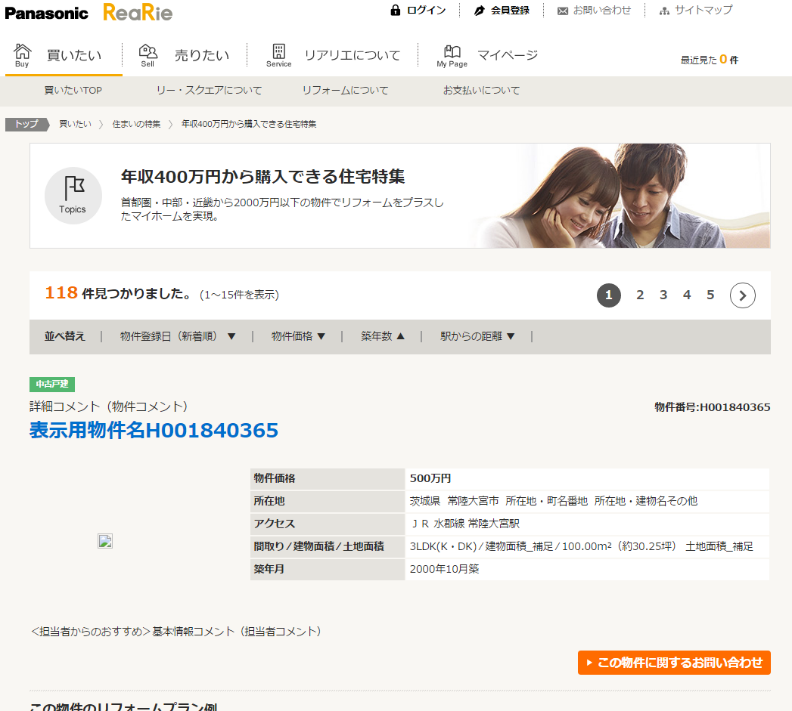 Panasonic ReaRie
ログイン 会員登録 お問い合わせ サイトマップ
Buy 買いたい Sell 売りたい Service リアリエについて My Page マイページ 最近見た 0 件
買いたいTOP リー・スクエアについて リフォームについて お支払いについて
トップ 買いたい 〉 住まいの特集 〉 年収400万円から購入できる住宅特集
Topics
年収400万円から購入できる住宅特集
首都圏・中部・近畿から2000万円以下の物件でリフォームをプラスし
たマイホームを実現。
118 件見つかりました。 (1~15件を表示) 1 2 3 4 5
並べ替え | 物件登録日(新着順) ▼ | 物件価格 ▼ | 築年数 ▲ | 駅からの距離 ▼ |
中古戸建
詳細コメント(物件コメント) 物件番号:H001840365
表示用物件名H001840365
物件価格 500万円
所在地 茨城県 常陸大宮市 所在地・町名番地 所在地・建物名その他
アクセス JR 水郡線 常陸大宮駅
間取り/建物面積/土地面積 3LDK(K・DK)/建物面積_補足/100.00m²(約30.25坪) 土地面積_補足
築年月 2000年10月築
<担当者からのおすすめ>基本情報コメント(担当者コメント)
この物件に関するお問い合わせ
この物件のリフォームプラン例